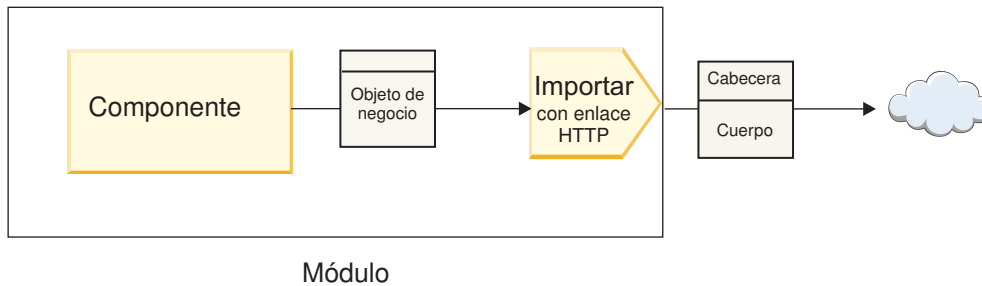 Componente
Objeto de
negocio
Importar
con enlace
HTTP
Cabecera
Cuerpo
Módulo